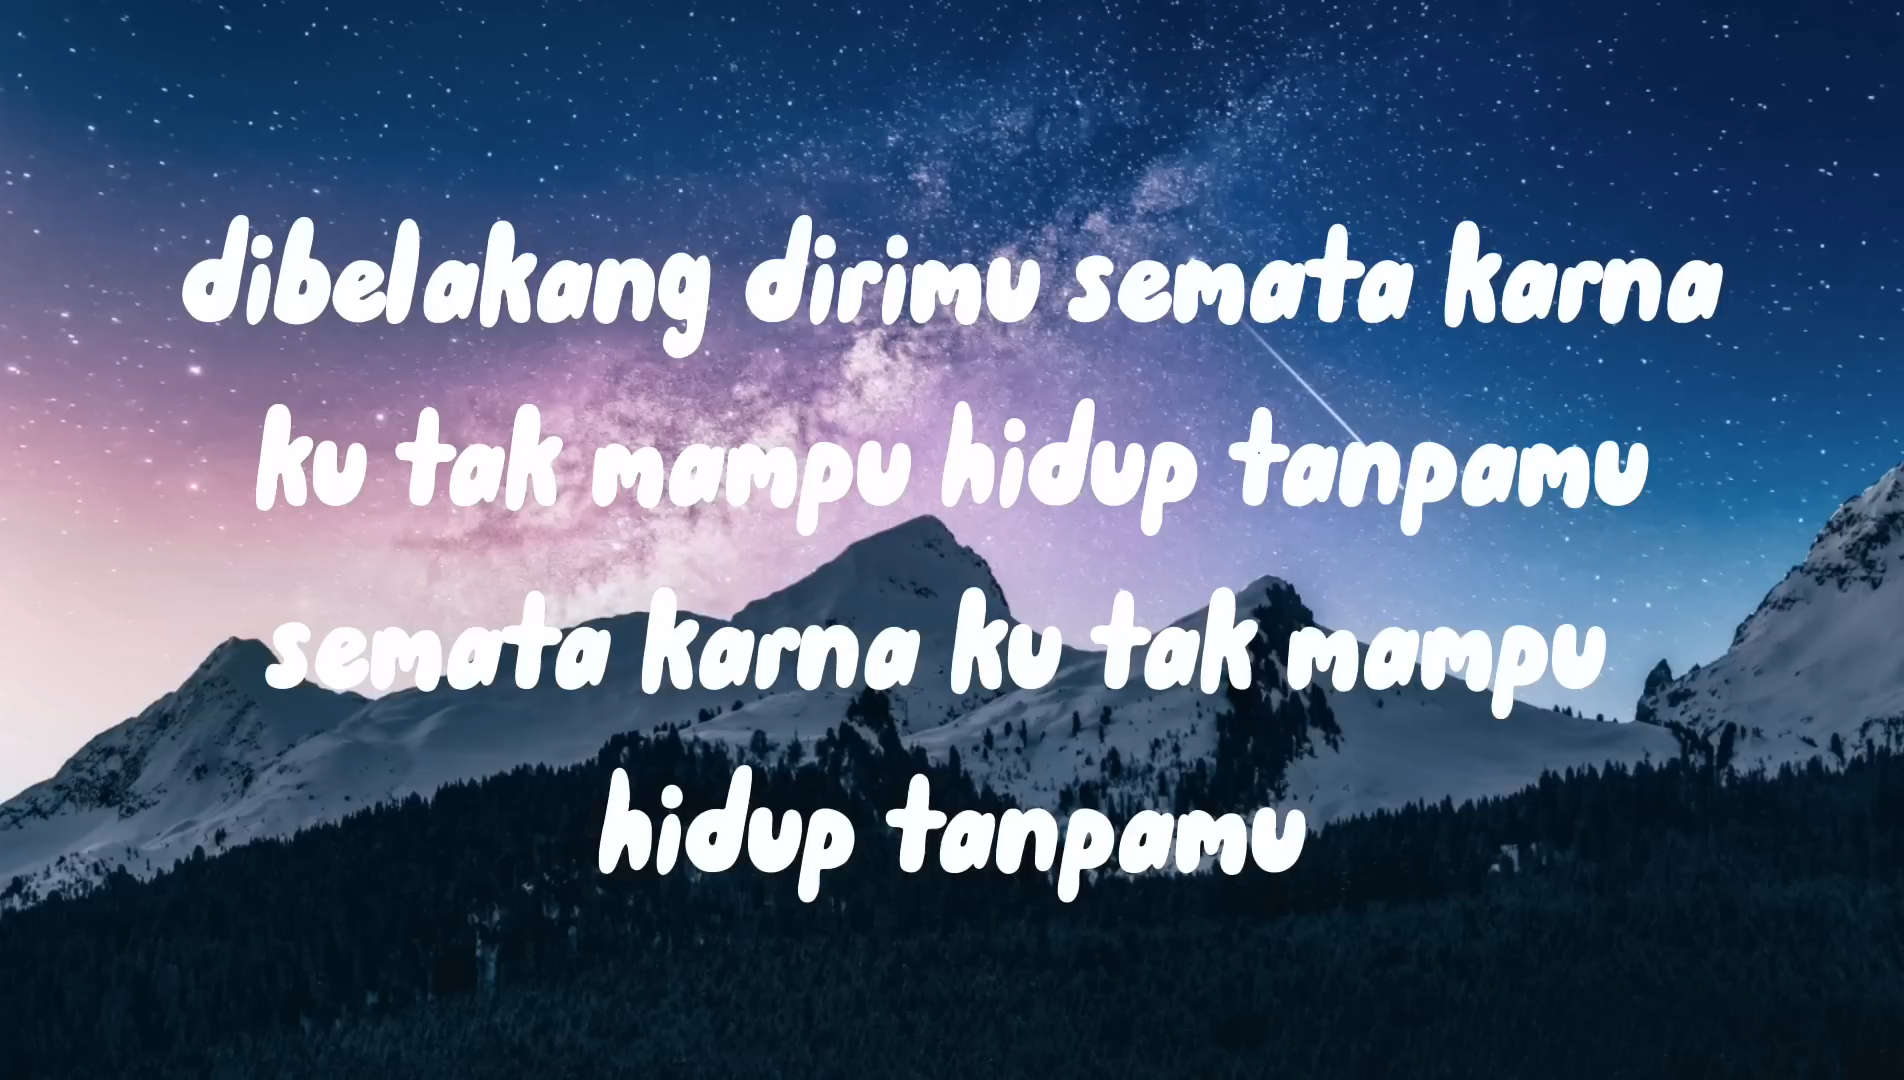 dibelakang dirimu semata karna
ku tak mampu hidup tanpamu
semata karna ku tak mampu
hidup tanpamu